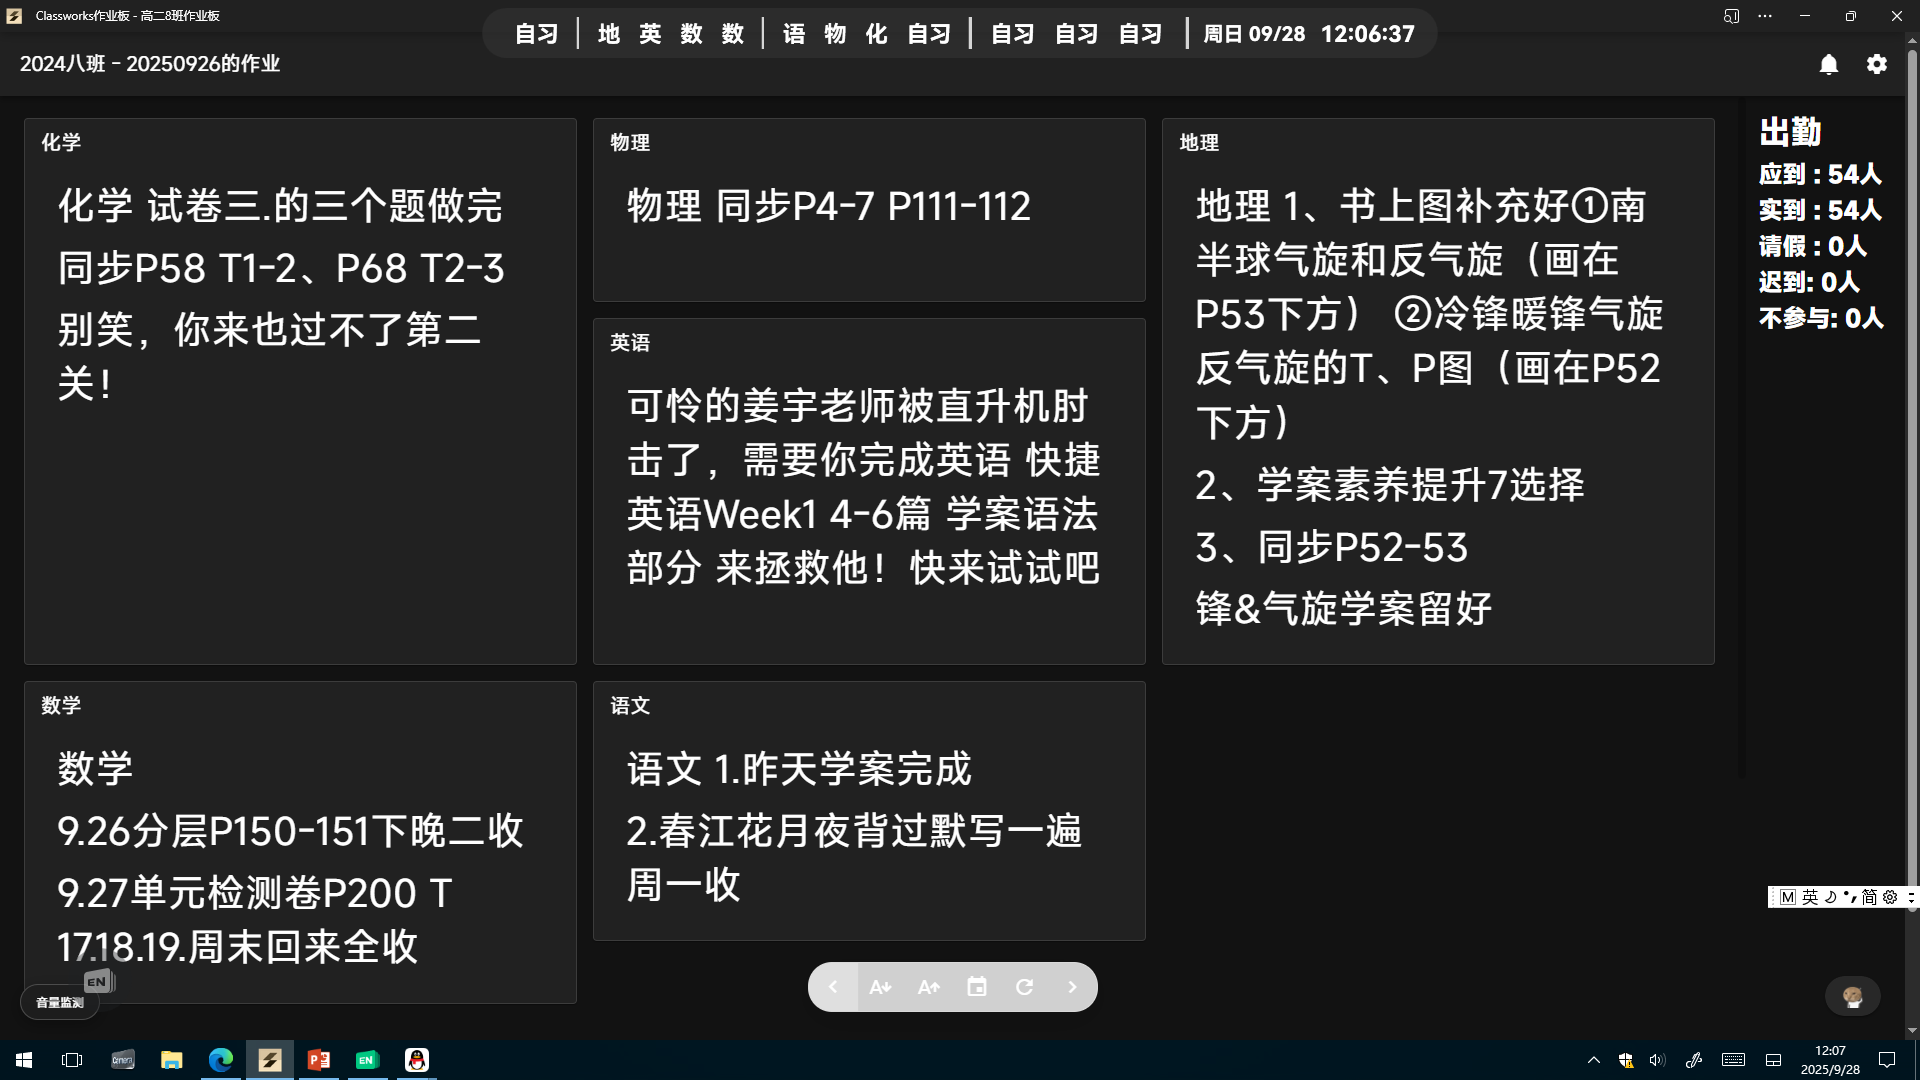 Classworks作业板 - 高二8班作业板
自习 | 地 英 数 数 | 语 物 化 自习 | 自习 自习 自习 | 周日 09/28 12:06:37
2024八班 - 20250926的作业
化学
化学 试卷三.的三个题做完
同步P58 T1-2、P68 T2-3
别笑，你来也过不了第二
关！
物理
物理 同步P4-7 P111-112
英语
可怜的姜宇老师被直升机肘
击了，需要你完成英语 快捷
英语Week1 4-6篇 学案语法
部分 来拯救他！快来试试吧
地理
地理 1、书上图补充好①南
半球气旋和反气旋（画在
P53下方） ②冷锋暖锋气旋
反气旋的T、P图（画在P52
下方）
2、学案素养提升7选择
3、同步P52-53
锋&气旋学案留好
出勤
应到：54人
实到：54人
请假：0人
迟到: 0人
不参与: 0人
数学
数学
9.26分层P150-151下晚二收
9.27单元检测卷P200 T
17.18.19.周末回来全收
语文
语文 1.昨天学案完成
2.春江花月夜背过默写一遍
周一收
EN
音量监测
M 英 简
A A
EN
12:07
2025/9/28